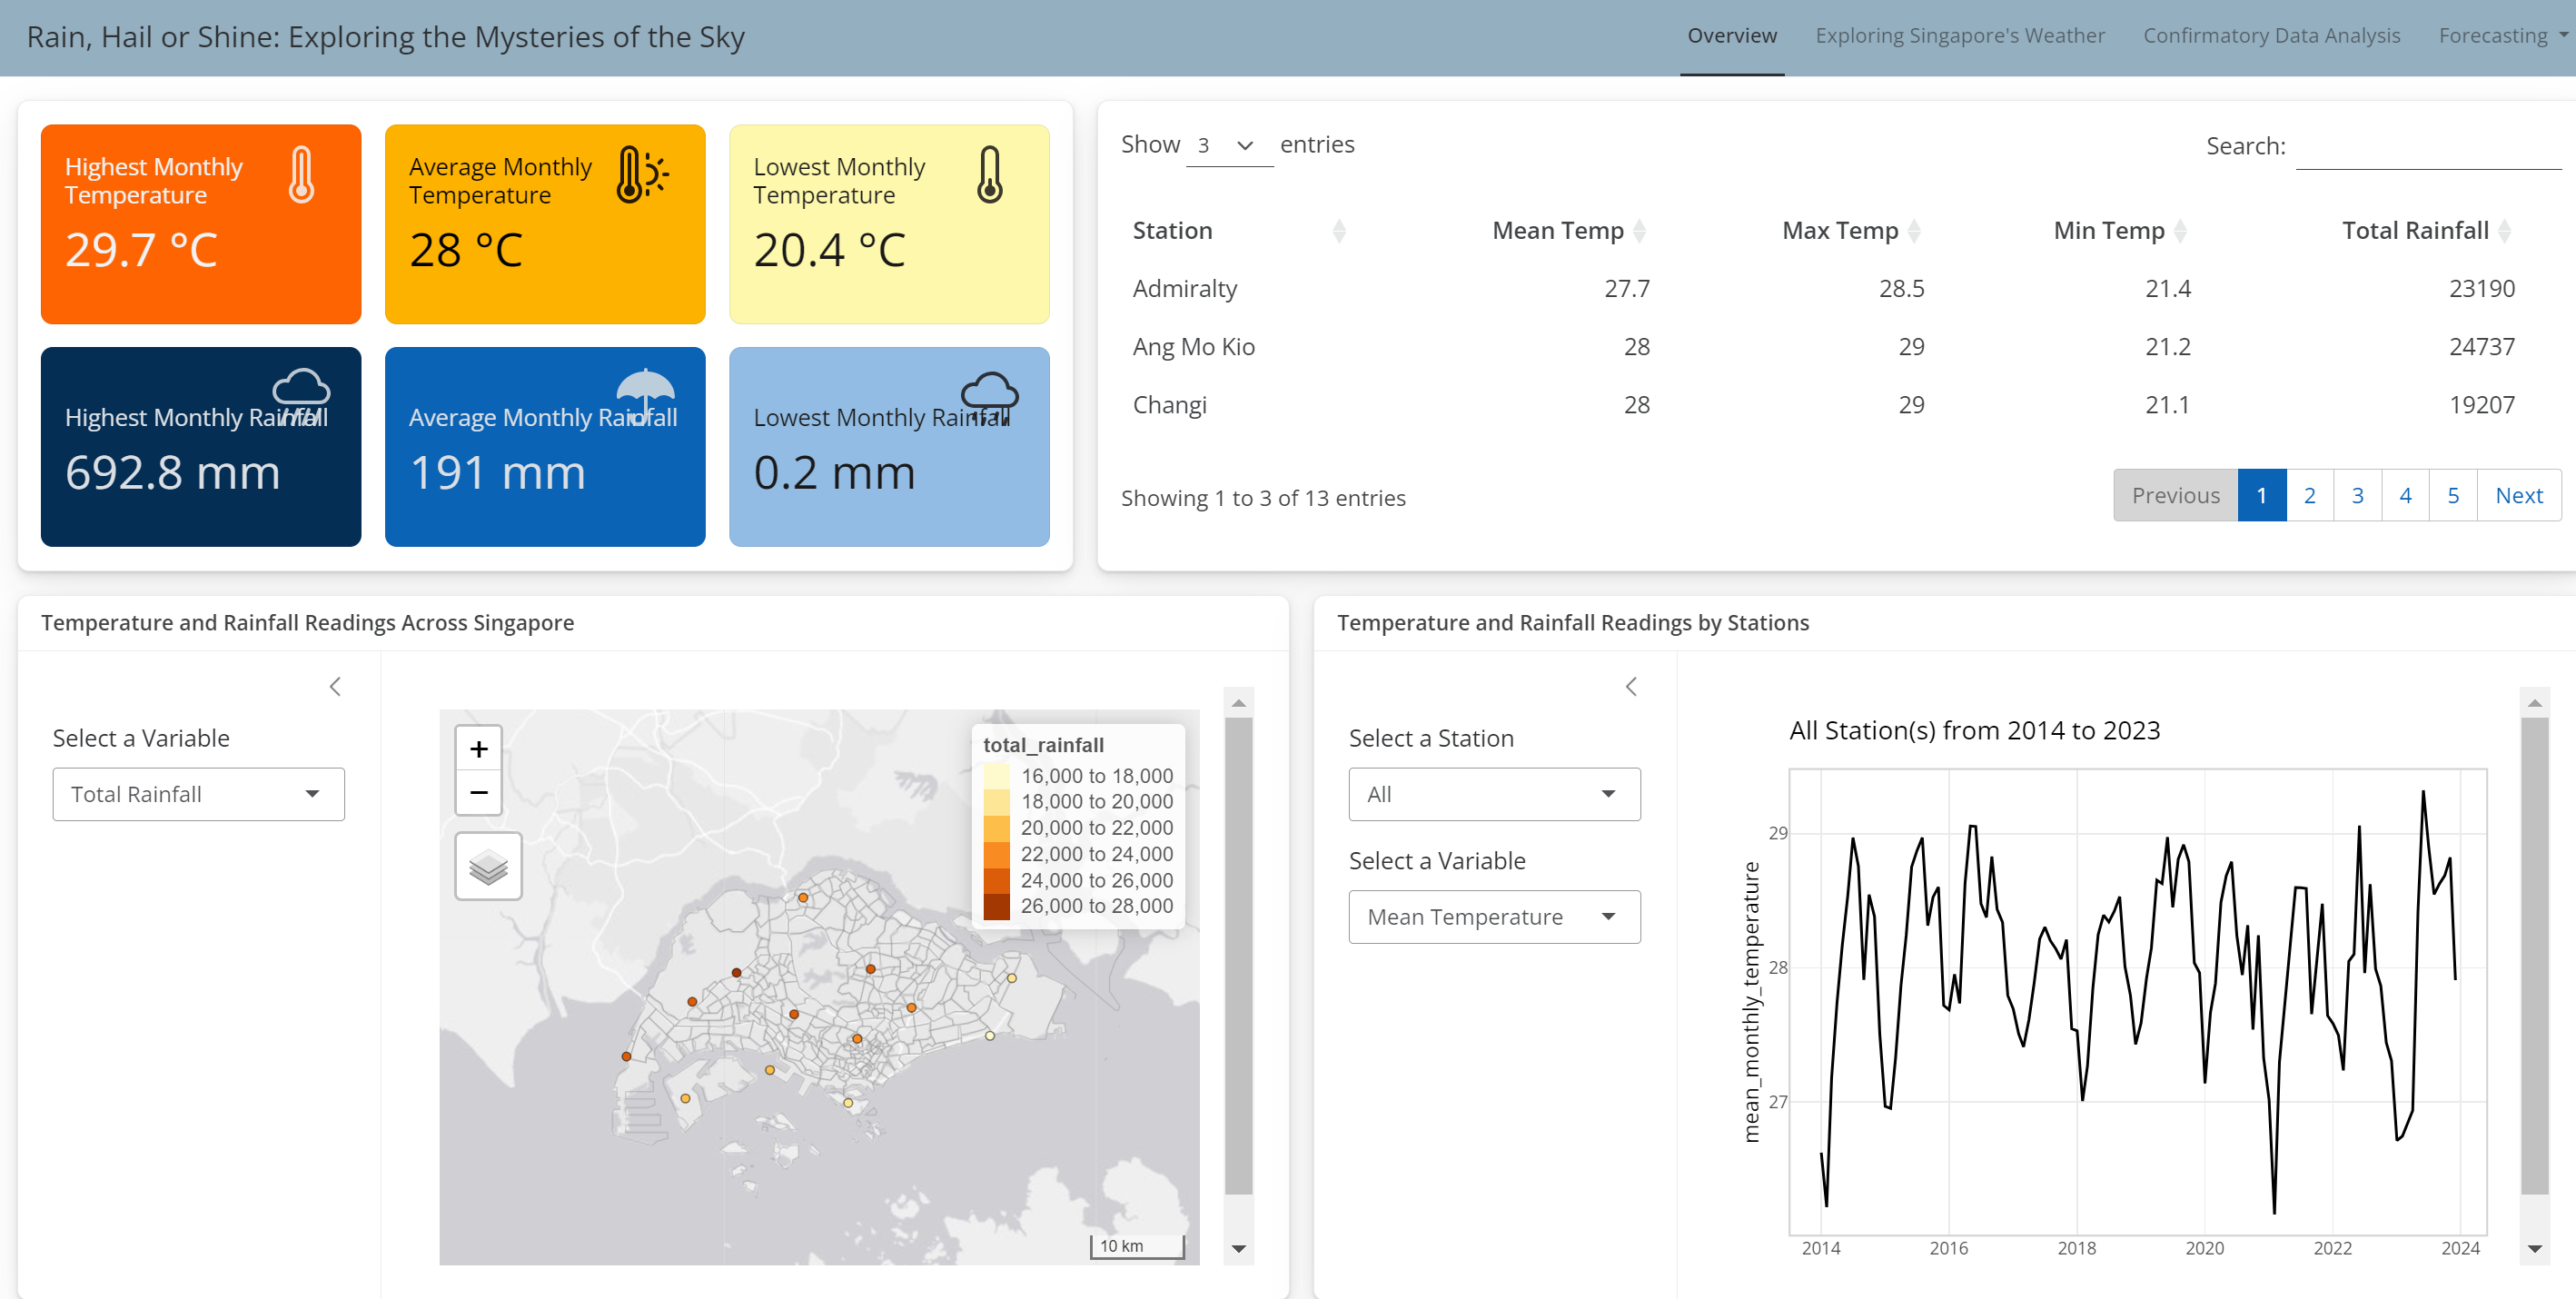 Rain, Hail or Shine: Exploring the Mysteries of the Sky
Overview Exploring Singapore's Weather Confirmatory Data Analysis Forecasting
Highest Monthly
Temperature
29.7 °C
Average Monthly
Temperature
28 °C
Lowest Monthly
Temperature
20.4 °C
Highest Monthly Rainfall
692.8 mm
Average Monthly Rainfall
191 mm
Lowest Monthly Rainfall
0.2 mm
Show 3 entries
Search:
Station Mean Temp Max Temp Min Temp Total Rainfall
Admiralty 27.7 28.5 21.4 23190
Ang Mo Kio 28 29 21.2 24737
Changi 28 29 21.1 19207
Showing 1 to 3 of 13 entries
Previous 1 2 3 4 5 Next
Temperature and Rainfall Readings Across Singapore
Select a Variable
Total Rainfall
+
−
total_rainfall
16,000 to 18,000
18,000 to 20,000
20,000 to 22,000
22,000 to 24,000
24,000 to 26,000
26,000 to 28,000
10 km
Temperature and Rainfall Readings by Stations
Select a Station
All
Select a Variable
Mean Temperature
All Station(s) from 2014 to 2023
mean_monthly_temperature
29
28
27
2014 2016 2018 2020 2022 2024